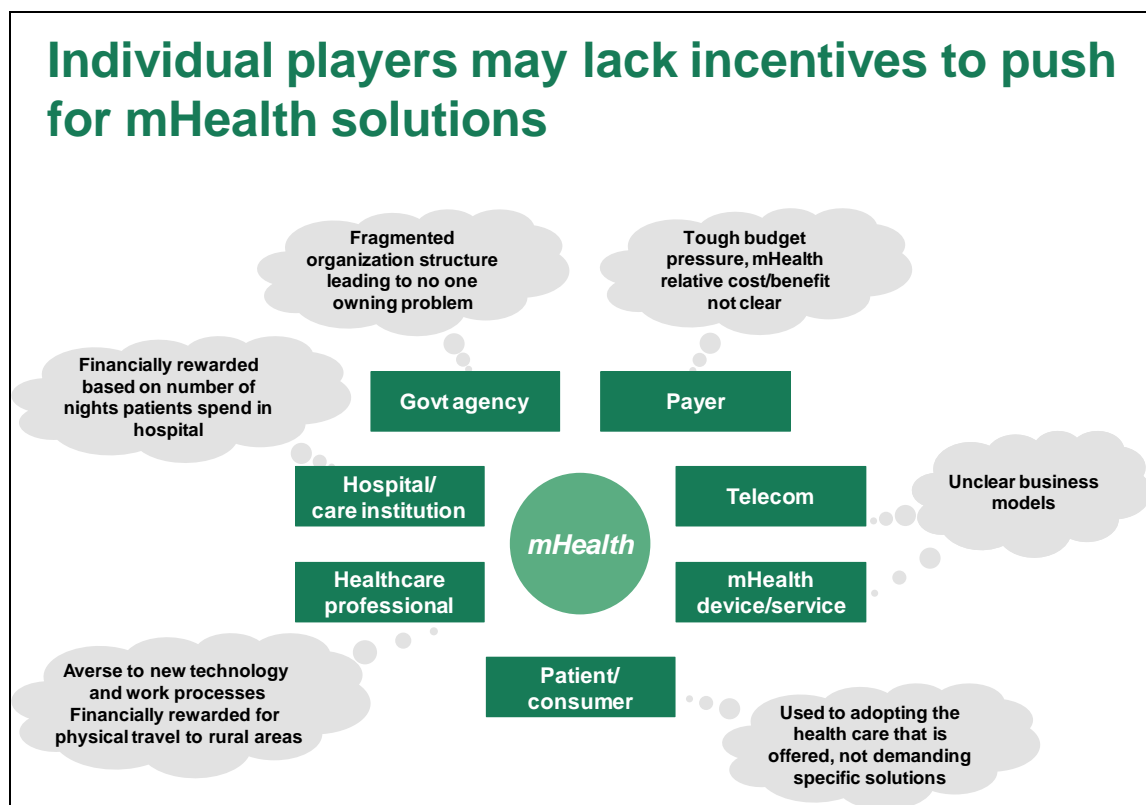 Individual players may lack incentives to push
for mHealth solutions
Fragmented
organization structure
leading to no one
owning problem
Tough budget
pressure, mHealth
relative cost/benefit
not clear
Financially rewarded
based on number of
nights patients spend in
hospital
Govt agency
Payer
Hospital/
care institution
mHealth
Telecom
Unclear business
models
Healthcare
professional
mHealth
device/service
Averse to new technology
and work processes
Financially rewarded for
physical travel to rural areas
Patient/
consumer
Used to adopting the
health care that is
offered, not demanding
specific solutions